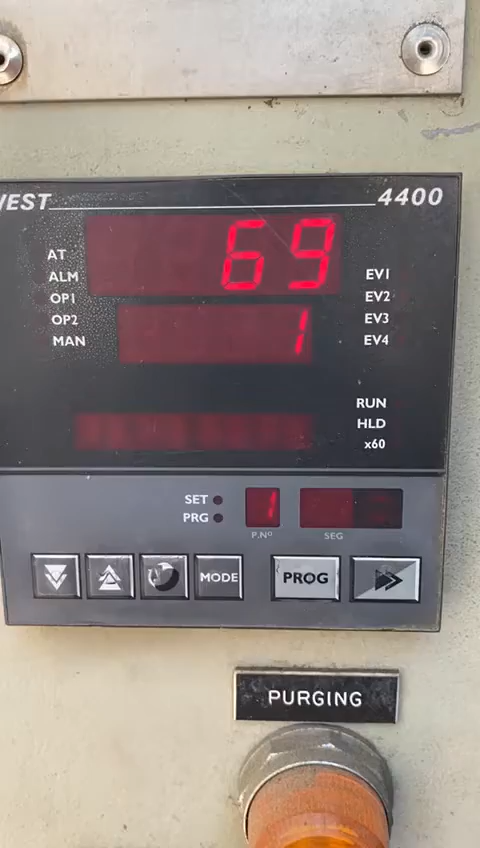 WEST 4400
69
AT
ALM
OP1
OP2
MAN
EV1
EV2
EV3
EV4
1
RUN
HLD
x60
SET
PRG
1
P.Nº
SEG
MODE
PROG
PURGING